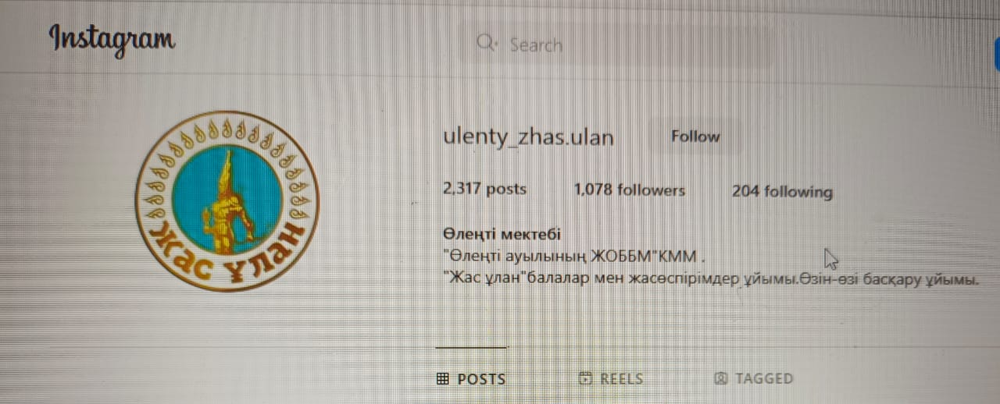 Instagram
Search
ulenty_zhas.ulan Follow
2,317 posts 1,078 followers 204 following
Өлеңті мектебі
"Өлеңті ауылының ЖОББМ"КММ .
"Жас ұлан"балалар мен жасөспірімдер ұйымы.Өзін-өзі басқару ұйымы.
ЖАС ҰЛАН
POSTS REELS TAGGED